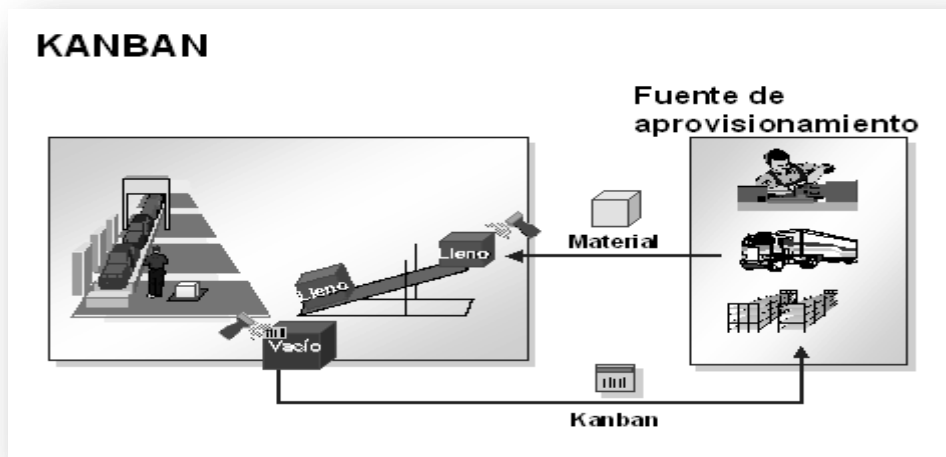 KANBAN
Fuente de
aprovisionamiento
Material
Lleno
Lleno
Vacío
Kanban